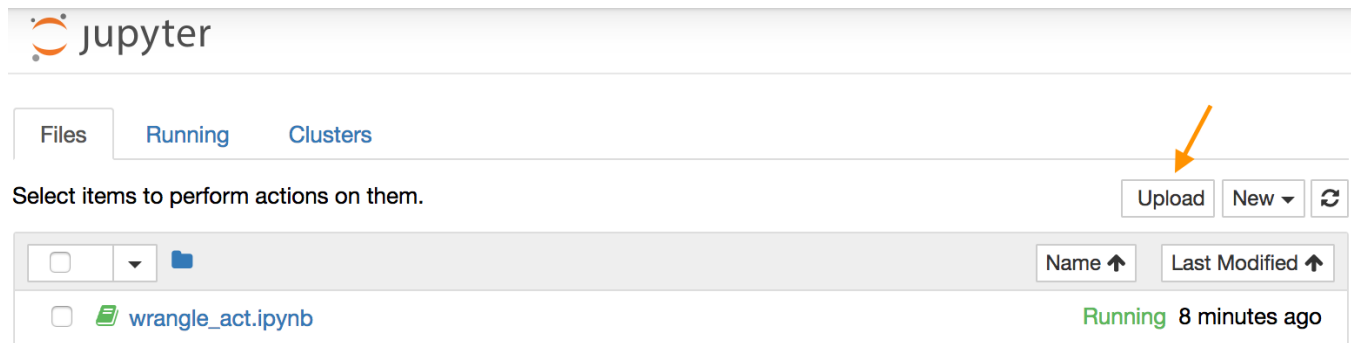 jupyter
Files Running Clusters
Select items to perform actions on them.
Upload New
Name Last Modified
wrangle_act.ipynb Running 8 minutes ago